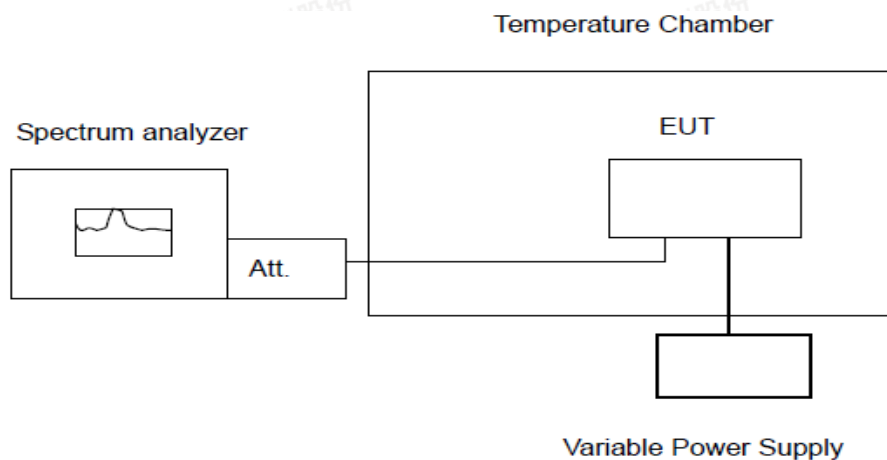 Temperature Chamber
Spectrum analyzer
EUT
Att.
Variable Power Supply